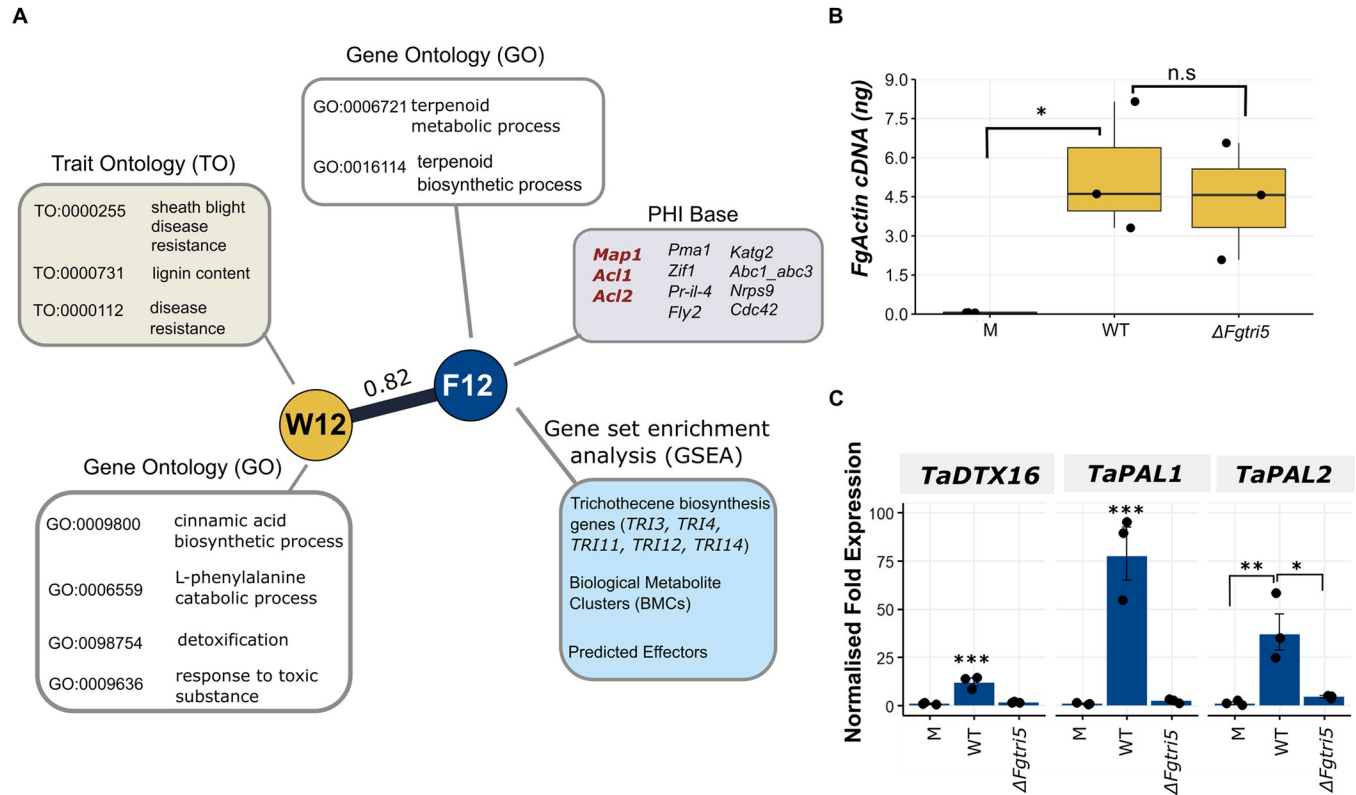 A
Gene Ontology (GO)
GO:0006721 terpenoid
metabolic process
GO:0016114 terpenoid
biosynthetic process
Trait Ontology (TO)
TO:0000255 sheath blight
disease
resistance
TO:0000731 lignin content
TO:0000112 disease
resistance
PHI Base
Map1 Pma1 Katg2
Acl1 Zif1 Abc1_abc3
Acl2 Pr-il-4 Nrps9
Fly2 Cdc42
W12 0.82 F12
Gene Ontology (GO)
GO:0009800 cinnamic acid
biosynthetic process
GO:0006559 L-phenylalanine
catabolic process
GO:0098754 detoxification
GO:0009636 response to toxic
substance
Gene set enrichment
analysis (GSEA)
Trichothecene biosynthesis
genes (TRI3, TRI4,
TRI11, TRI12, TRI14)
Biological Metabolite
Clusters (BMCs)
Predicted Effectors
B
FgActin cDNA (ng)
9.0
7.5
6.0
4.5
3.0
1.5
0.0
* n.s
M WT ΔFgtri5
C
Normalised Fold Expression
TaDTX16 TaPAL1 TaPAL2
100
75
50
25
0
*** *** ** *
M WT ΔFgtri5 M WT ΔFgtri5 M WT ΔFgtri5